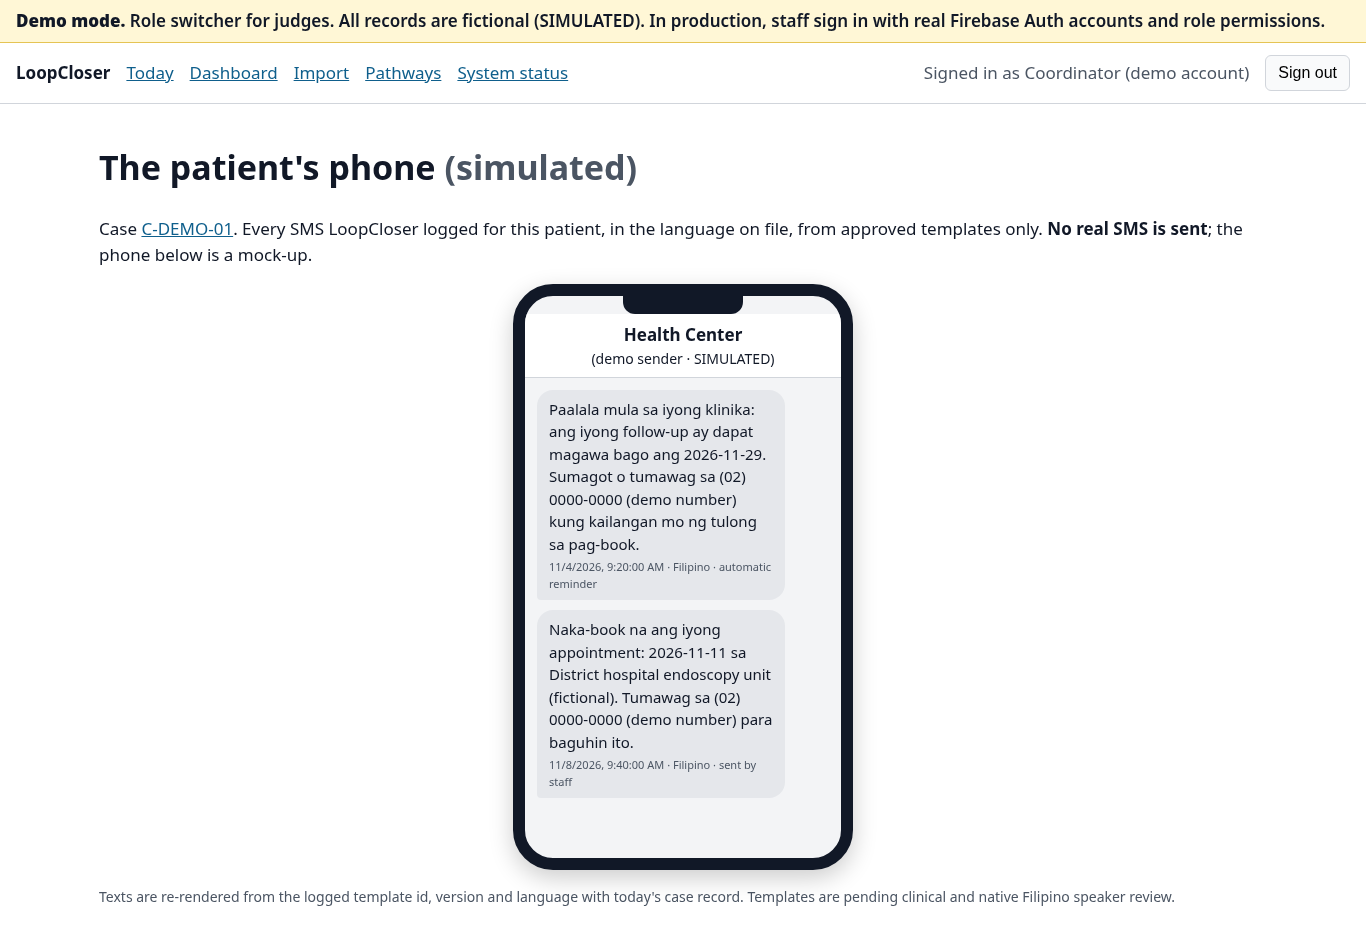 Demo mode. Role switcher for judges. All records are fictional (SIMULATED). In production, staff sign in with real Firebase Auth accounts and role permissions.
LoopCloser Today Dashboard Import Pathways System status Signed in as Coordinator (demo account) Sign out
The patient's phone (simulated)
Case C-DEMO-01. Every SMS LoopCloser logged for this patient, in the language on file, from approved templates only. No real SMS is sent; the
phone below is a mock-up.
Health Center
(demo sender · SIMULATED)
Paalala mula sa iyong klinika:
ang iyong follow-up ay dapat
magawa bago ang 2026-11-29.
Sumagot o tumawag sa (02)
0000-0000 (demo number)
kung kailangan mo ng tulong
sa pag-book.
11/4/2026, 9:20:00 AM · Filipino · automatic
reminder
Naka-book na ang iyong
appointment: 2026-11-11 sa
District hospital endoscopy unit
(fictional). Tumawag sa (02)
0000-0000 (demo number) para
baguhin ito.
11/8/2026, 9:40:00 AM · Filipino · sent by
staff
Texts are re-rendered from the logged template id, version and language with today's case record. Templates are pending clinical and native Filipino speaker review.